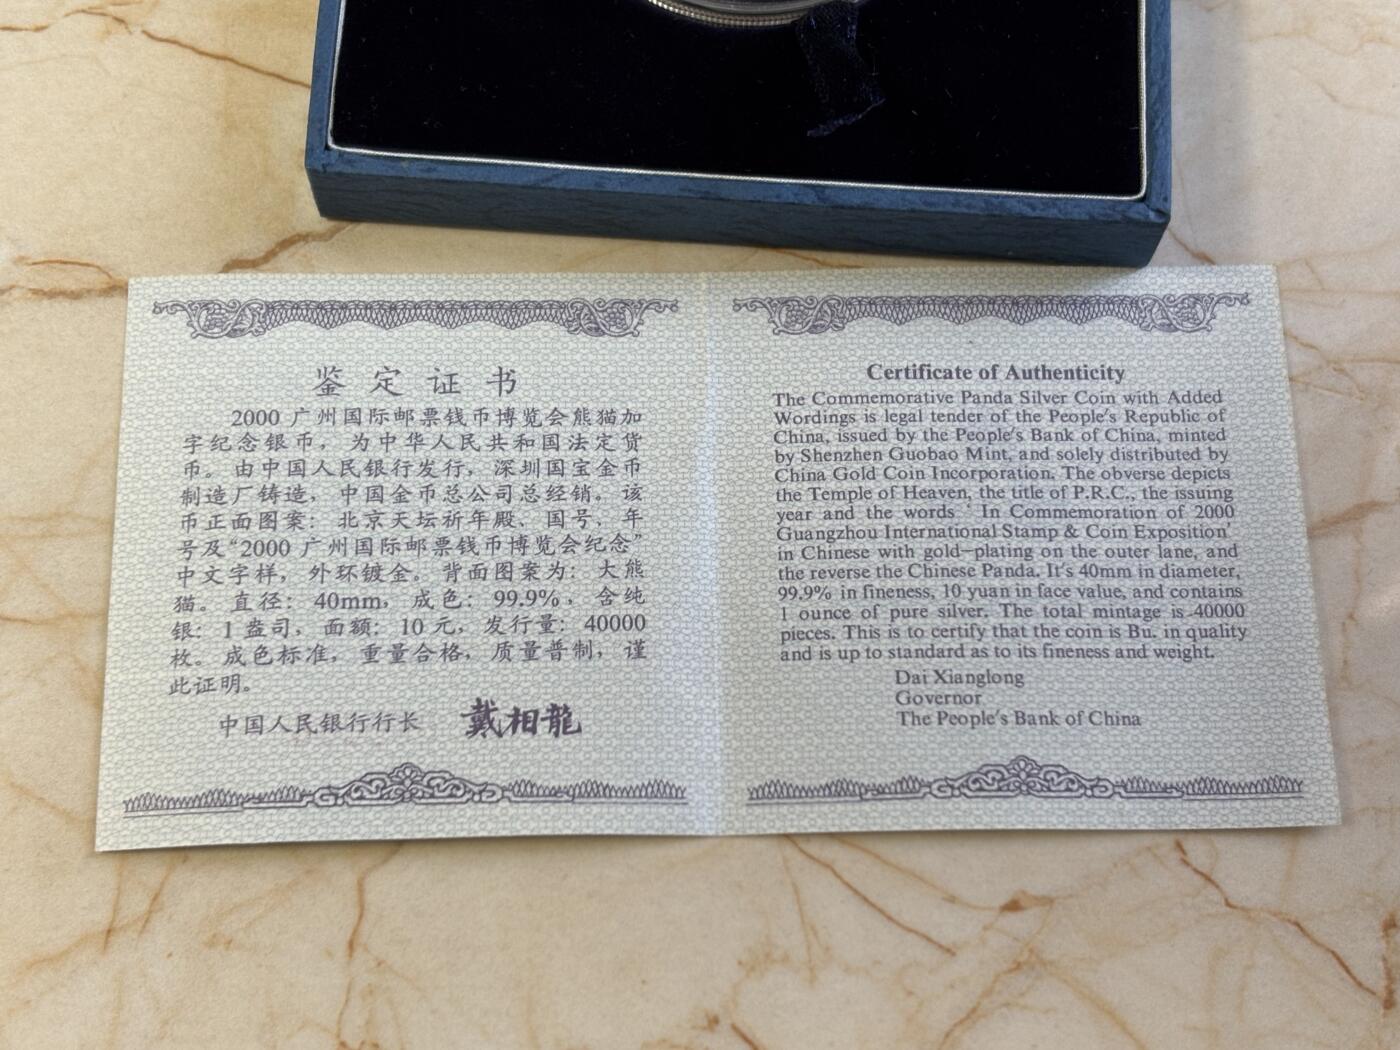 鉴定证书
2000 广州国际邮票钱币博览会熊猫加
字纪念银币，为中华人民共和国法定货
币。由中国人民银行发行，深圳国宝金币
制造厂铸造，中国金币总公司总经销。该
币正面图案：北京天坛祈年殿、国号、年
号及“2000 广州国际邮票钱币博览会纪念”
中文字样，外环镀金。背面图案为：大熊
猫。直径：40mm，成色：99.9%，含纯
银：1 盎司，面额：10 元，发行量：40000
枚。成色标准，重量合格，质量普制，谨
此证明。
中国人民银行行长 戴相龍
Certificate of Authenticity
The Commemorative Panda Silver Coin with Added
Wordings is legal tender of the People's Republic of
China, issued by the People's Bank of China, minted
by Shenzhen Guobao Mint, and solely distributed by
China Gold Coin Incorporation. The obverse depicts
the Temple of Heaven, the title of P.R.C., the issuing
year and the words ' In Commemoration of 2000
Guangzhou International Stamp & Coin Exposition'
in Chinese with gold-plating on the outer lane, and
the reverse the Chinese Panda. It's 40mm in diameter,
99.9% in fineness, 10 yuan in face value, and contains
1 ounce of pure silver. The total mintage is 40000
pieces. This is to certify that the coin is Bu. in quality
and is up to standard as to its fineness and weight.
Dai Xianglong
Governor
The People's Bank of China